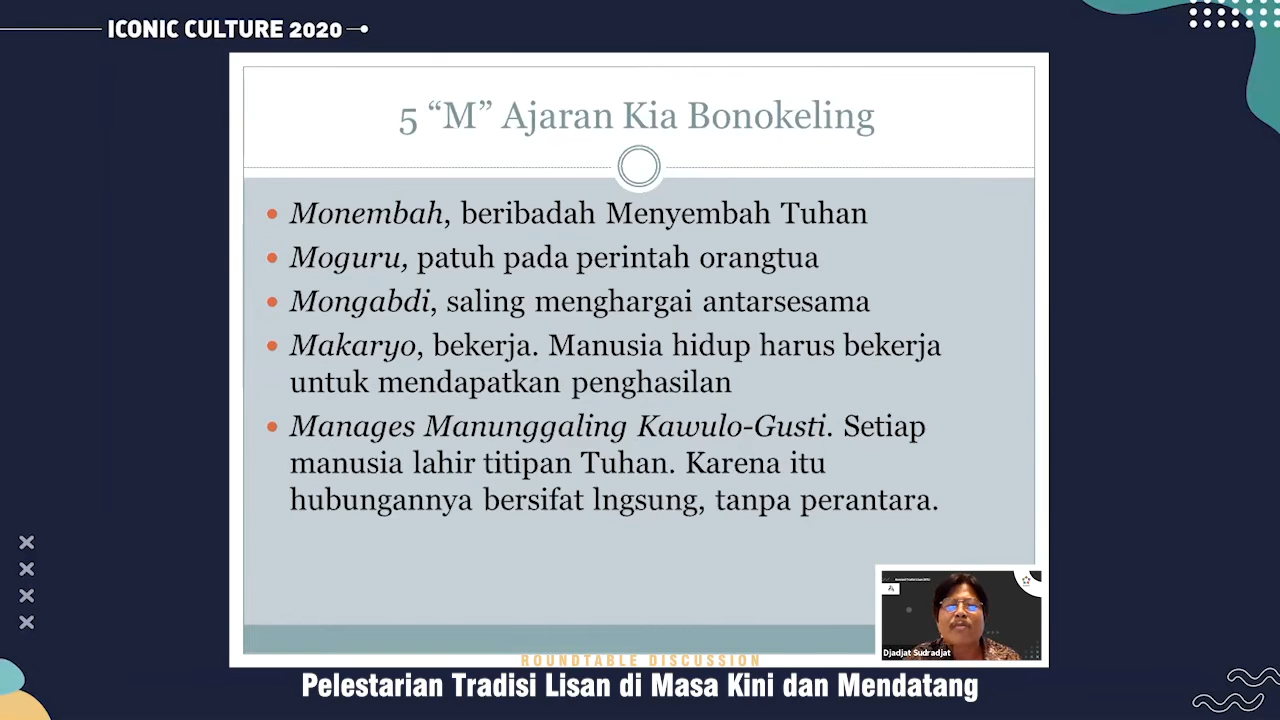 ICONIC CULTURE 2020
5 “M” Ajaran Kia Bonokeling
• Monembah, beribadah Menyembah Tuhan
• Moguru, patuh pada perintah orangtua
• Mongabdi, saling menghargai antarsesama
• Makaryo, bekerja. Manusia hidup harus bekerja
untuk mendapatkan penghasilan
• Manages Manunggaling Kawulo-Gusti. Setiap
manusia lahir titipan Tuhan. Karena itu
hubungannya bersifat lngsung, tanpa perantara.
Djadjat Sudradjat
ROUNDTABLE DISCUSSION
Pelestarian Tradisi Lisan di Masa Kini dan Mendatang